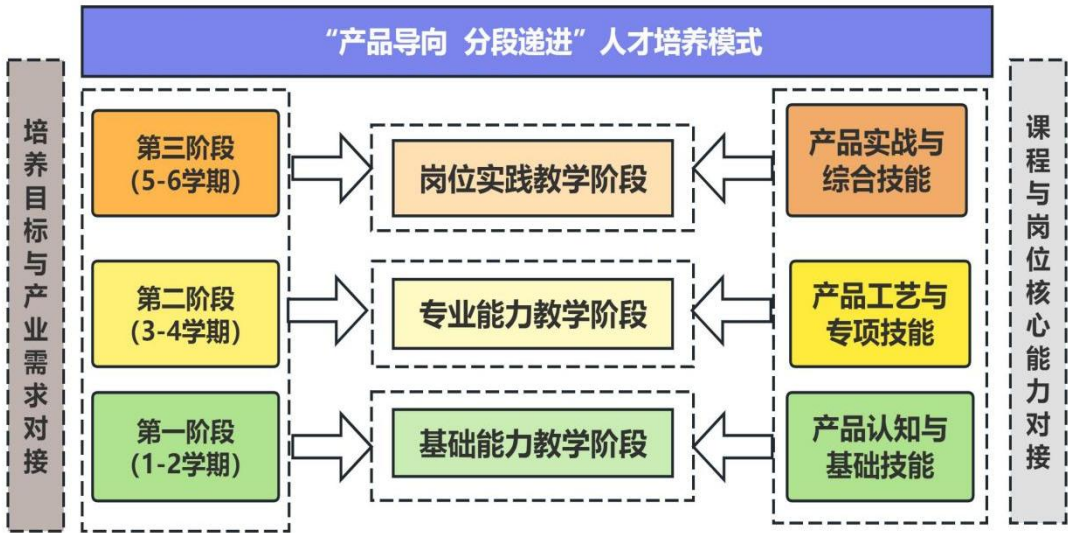 “产品导向 分段递进”人才培养模式
培养目标与产业需求对接
第三阶段
(5-6学期)
岗位实践教学阶段
产品实战与
综合技能
第二阶段
(3-4学期)
专业能力教学阶段
产品工艺与
专项技能
第一阶段
(1-2学期)
基础能力教学阶段
产品认知与
基础技能
课程与岗位核心能力对接